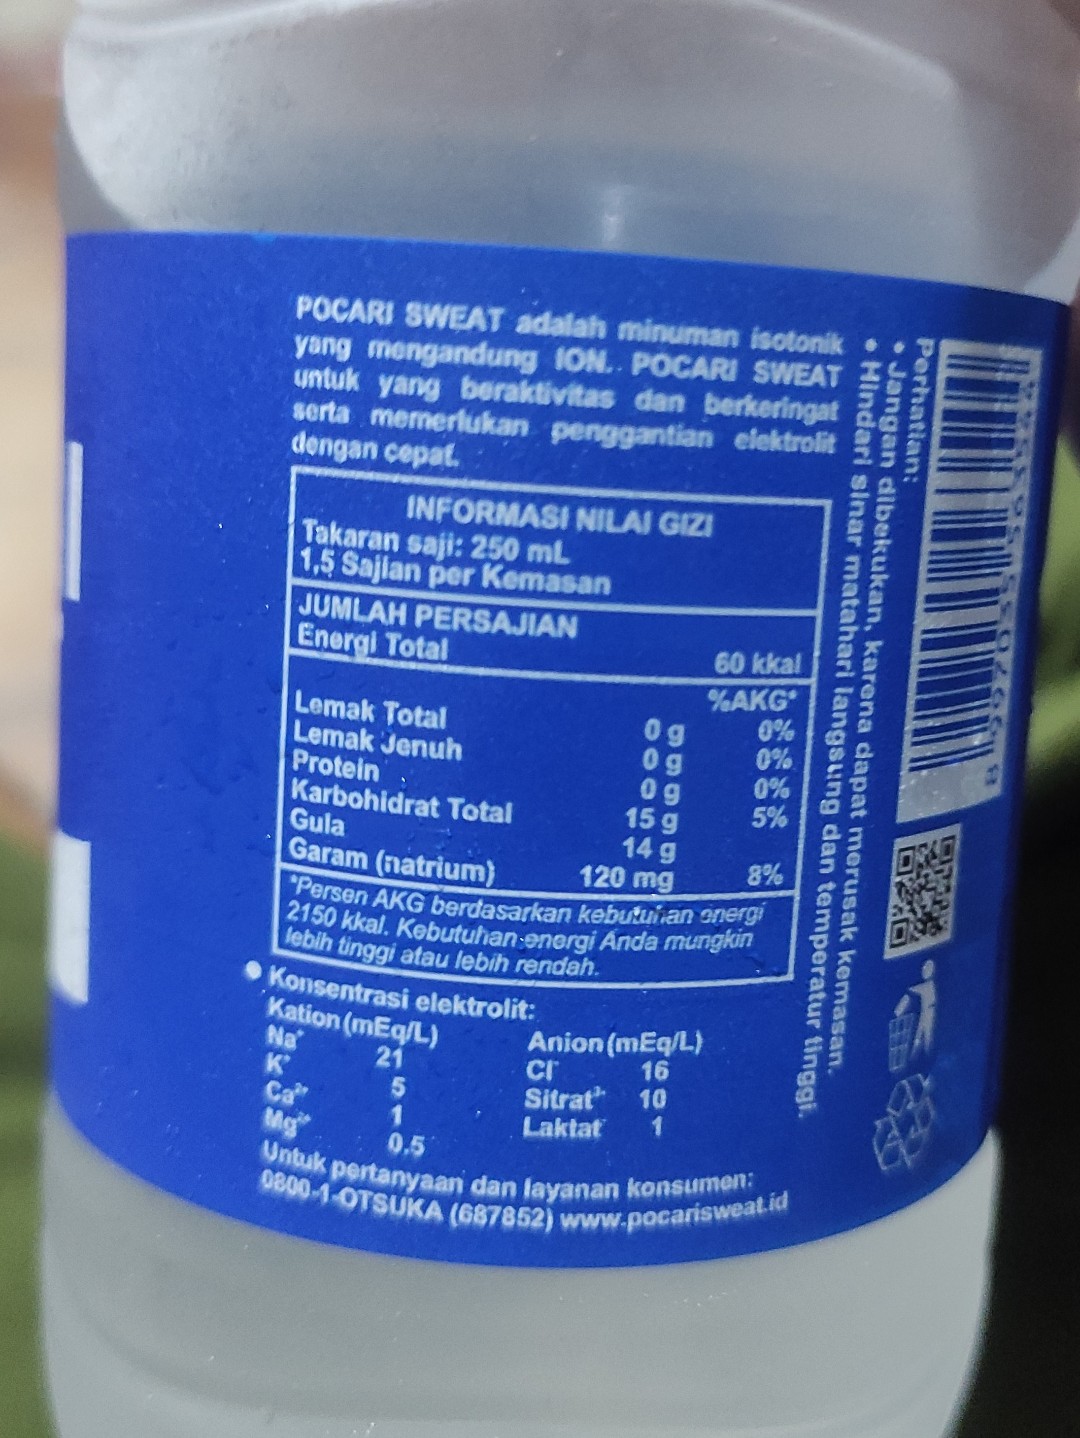 POCARI SWEAT adalah minuman isotonik
yang mengandung ION. POCARI SWEAT
untuk yang beraktivitas dan berkeringat
serta memerlukan penggantian elektrolit
dengan cepat.
INFORMASI NILAI GIZI
Takaran saji: 250 mL
1,5 Sajian per Kemasan
JUMLAH PERSAJIAN
Energi Total 60 kkal
%AKG*
Lemak Total 0 g 0%
Lemak Jenuh 0 g 0%
Protein 0 g 0%
Karbohidrat Total 15 g 5%
Gula 14 g
Garam (natrium) 120 mg 8%
*Persen AKG berdasarkan kebutuhan energi
2150 kkal. Kebutuhan energi Anda mungkin
lebih tinggi atau lebih rendah.
• Konsentrasi elektrolit:
Kation (mEq/L) Anion (mEq/L)
Na⁺ 21 Cl⁻ 16
K⁺ 5 Sitrat³⁻ 10
Ca²⁺ 1 Laktat⁻ 1
Mg²⁺ 0,5
Untuk pertanyaan dan layanan konsumen:
0800-1-OTSUKA (687852) www.pocarisweat.id
Perhatian:
• Jangan dibekukan, karena dapat merusak kemasan.
• Hindari sinar matahari langsung dan temperatur tinggi.